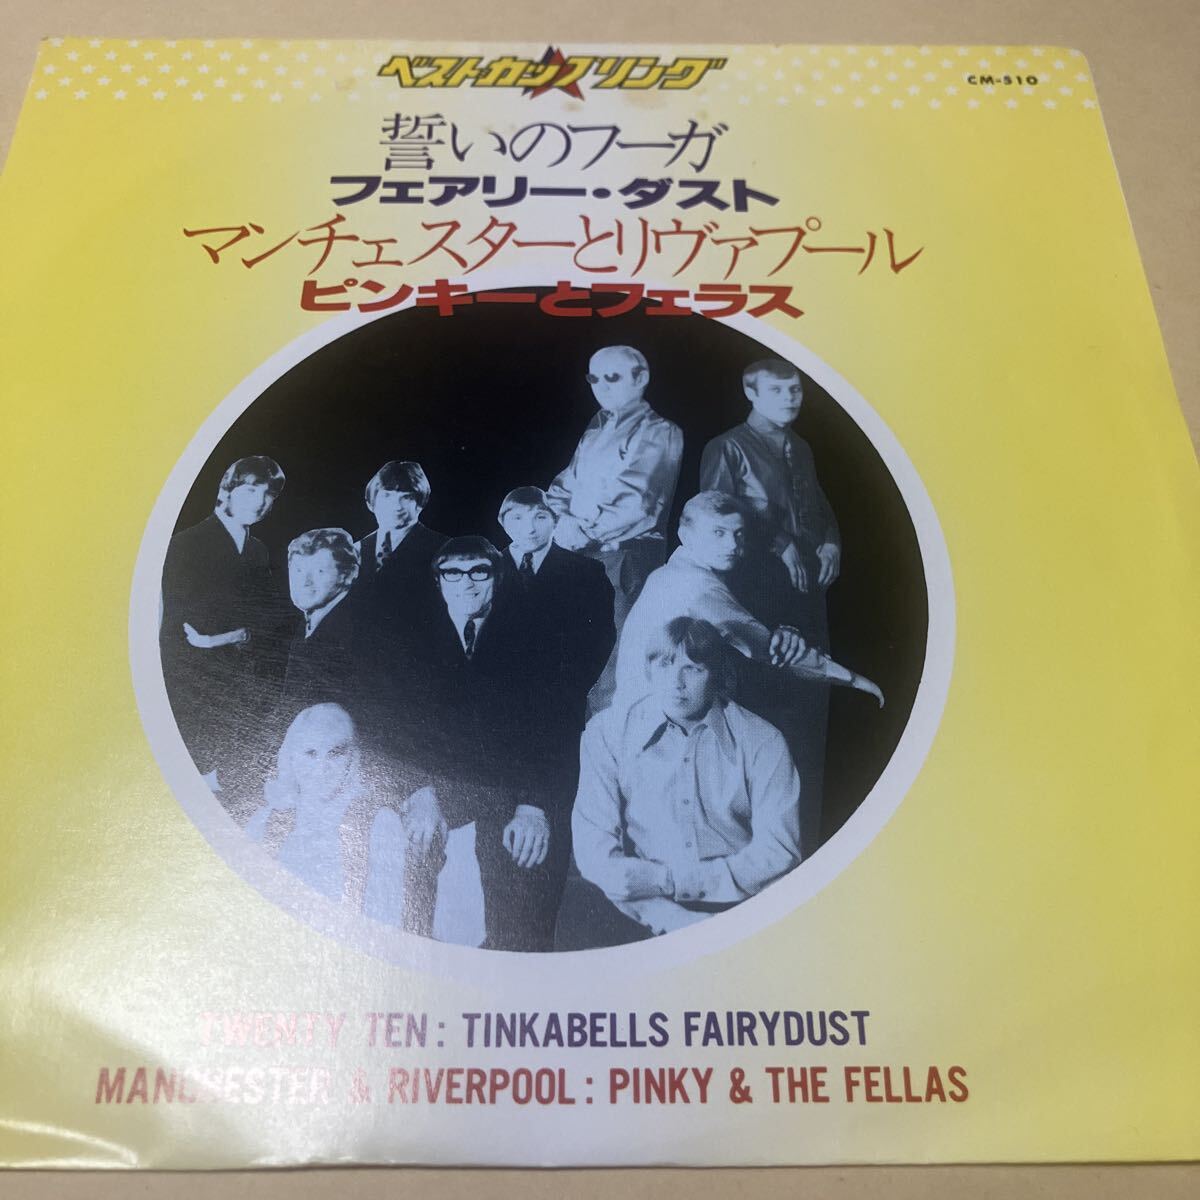 ベストカップリング
CM-510
誓いのフーガ
フェアリー・ダスト
マンチェスターとリヴァプール
ピンキーとフェラス
TWENTY TEN: TINKABELLS FAIRYDUST
MANCHESTER & RIVERPOOL: PINKY & THE FELLAS